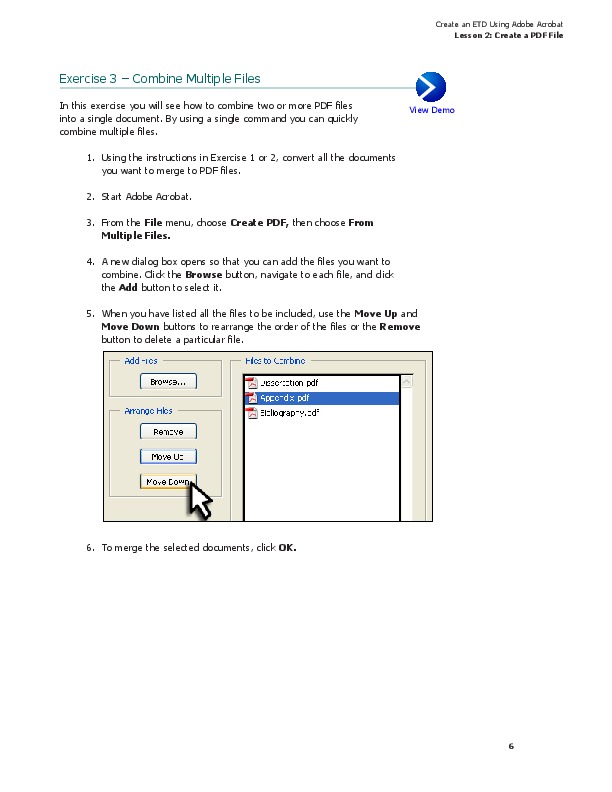 Create an ETD Using Adobe Acrobat
Lesson 2: Create a PDF File
Exercise 3 – Combine Multiple Files
In this exercise you will see how to combine two or more PDF files
into a single document. By using a single command you can quickly
combine multiple files.
View Demo
1. Using the instructions in Exercise 1 or 2, convert all the documents
you want to merge to PDF files.
2. Start Adobe Acrobat.
3. From the File menu, choose Create PDF, then choose From
Multiple Files.
4. A new dialog box opens so that you can add the files you want to
combine. Click the Browse button, navigate to each file, and click
the Add button to select it.
5. When you have listed all the files to be included, use the Move Up and
Move Down buttons to rearrange the order of the files or the Remove
button to delete a particular file.
Add Files
Browse...
Arrange Files
Remove
Move Up
Move Down
Files to Combine
Dissertation.pdf
Appendix.pdf
Bibliography.pdf
6. To merge the selected documents, click OK.
6